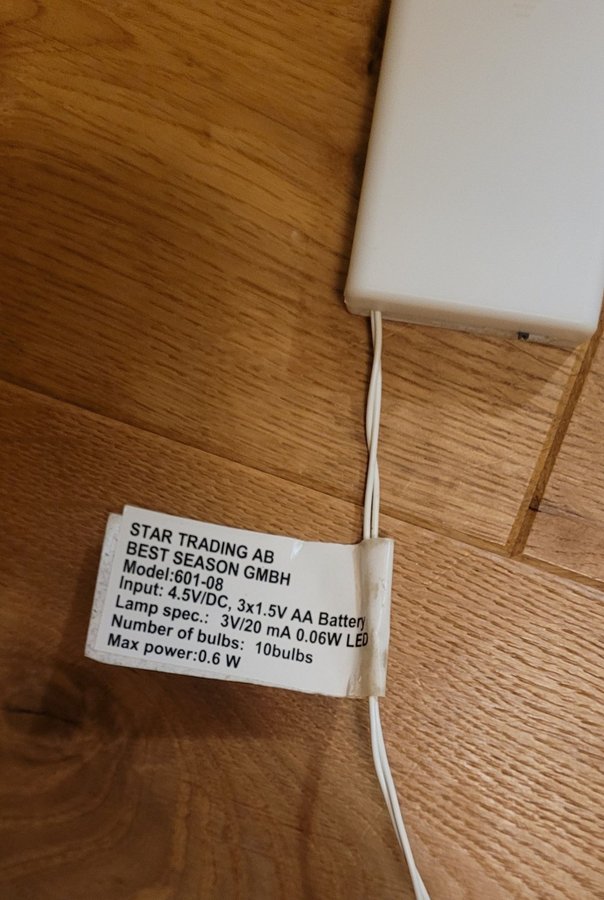 STAR TRADING AB
BEST SEASON GMBH
Model:601-08
Input: 4.5V/DC, 3x1.5V AA Battery
Lamp spec.: 3V/20 mA 0.06W LED
Number of bulbs: 10bulbs
Max power:0.6 W